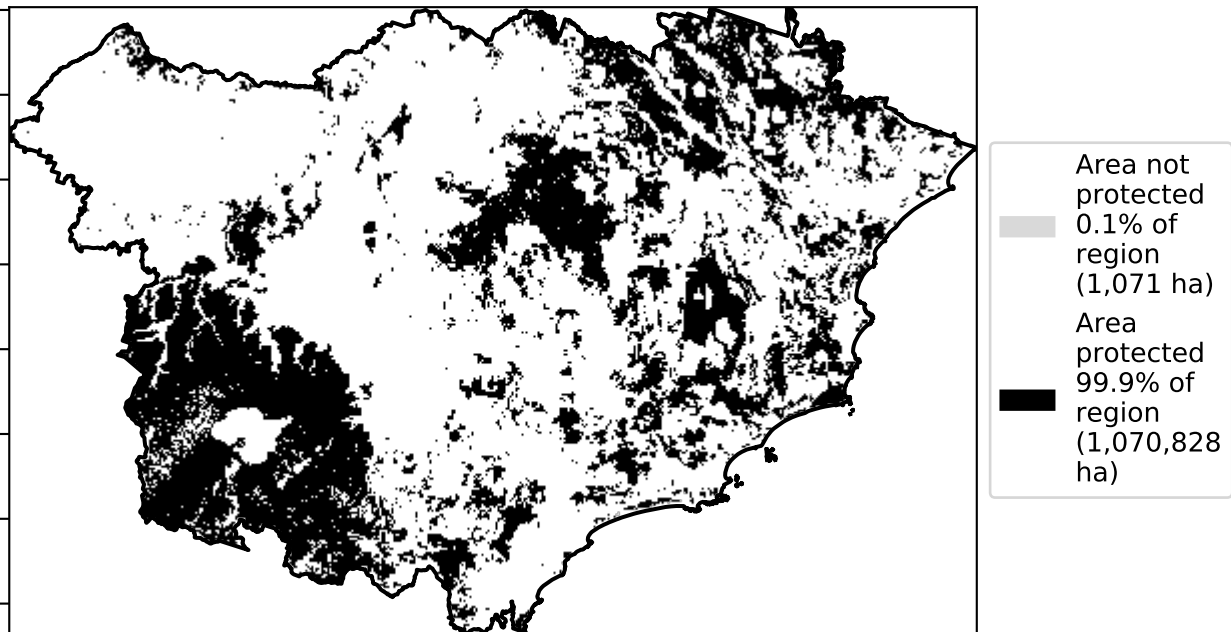 Area not
protected
0.1% of
region
(1,071 ha)
Area
protected
99.9% of
region
(1,070,828
ha)